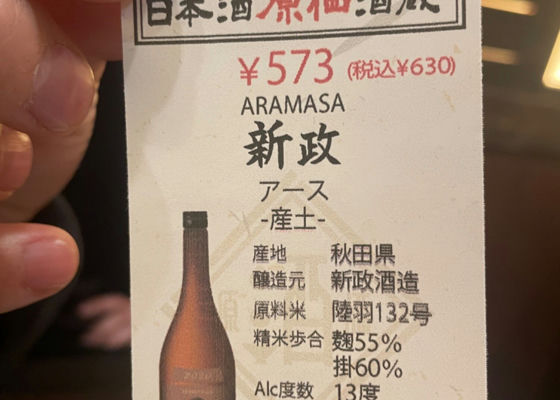 日本酒原価酒蔵
¥573 (税込¥630)
ARAMASA
新政
アース
-産土-
産地 秋田県
醸造元 新政酒造
原料米 陸羽132号
精米歩合 麹55%
掛60%
Alc度数 13度